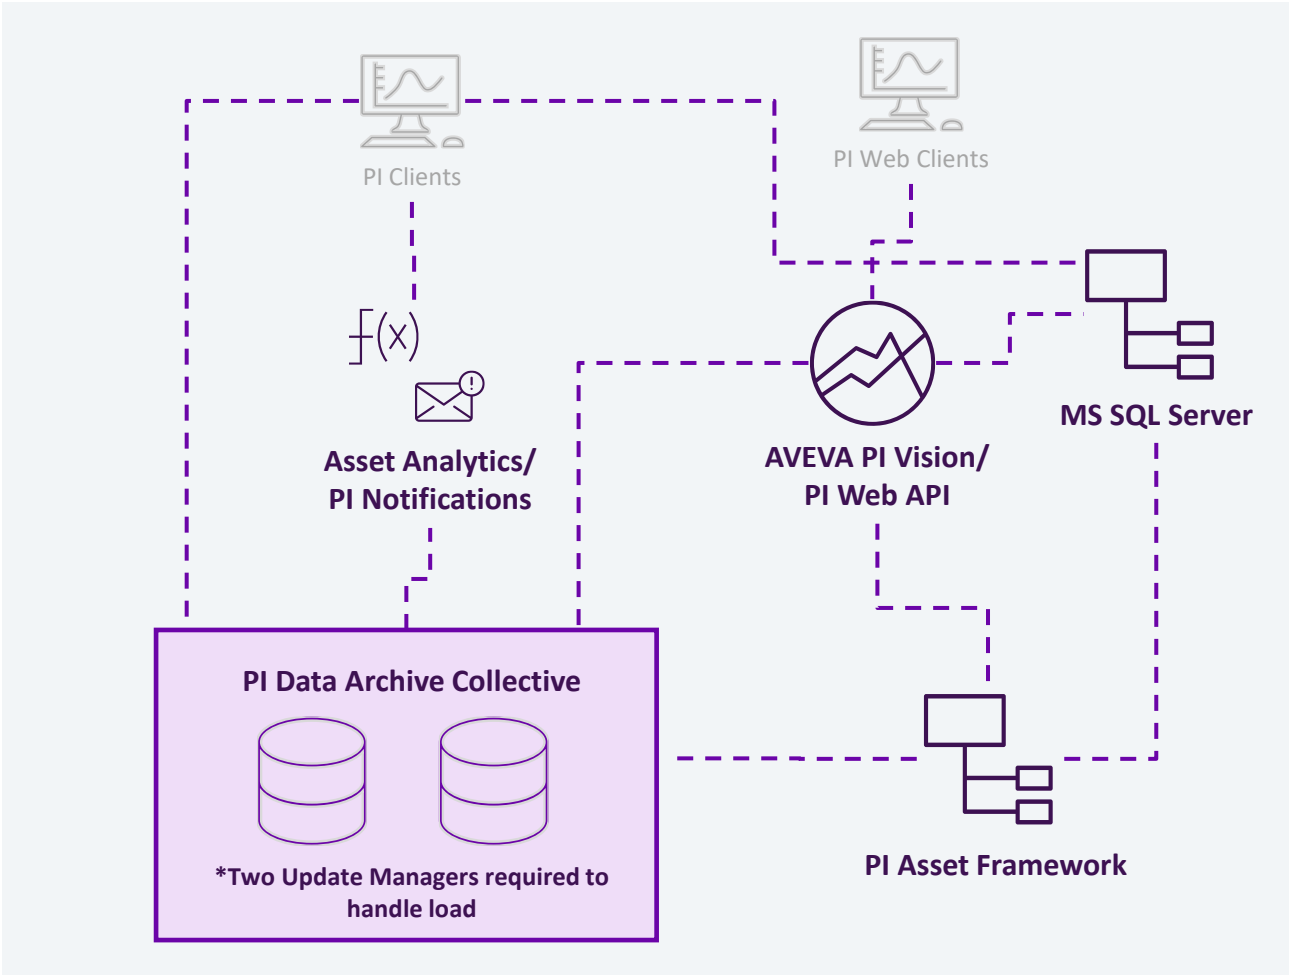 PI Clients
PI Web Clients
f(x)
MS SQL Server
Asset Analytics/
PI Notifications
AVEVA PI Vision/
PI Web API
PI Data Archive Collective
*Two Update Managers required to
handle load
PI Asset Framework